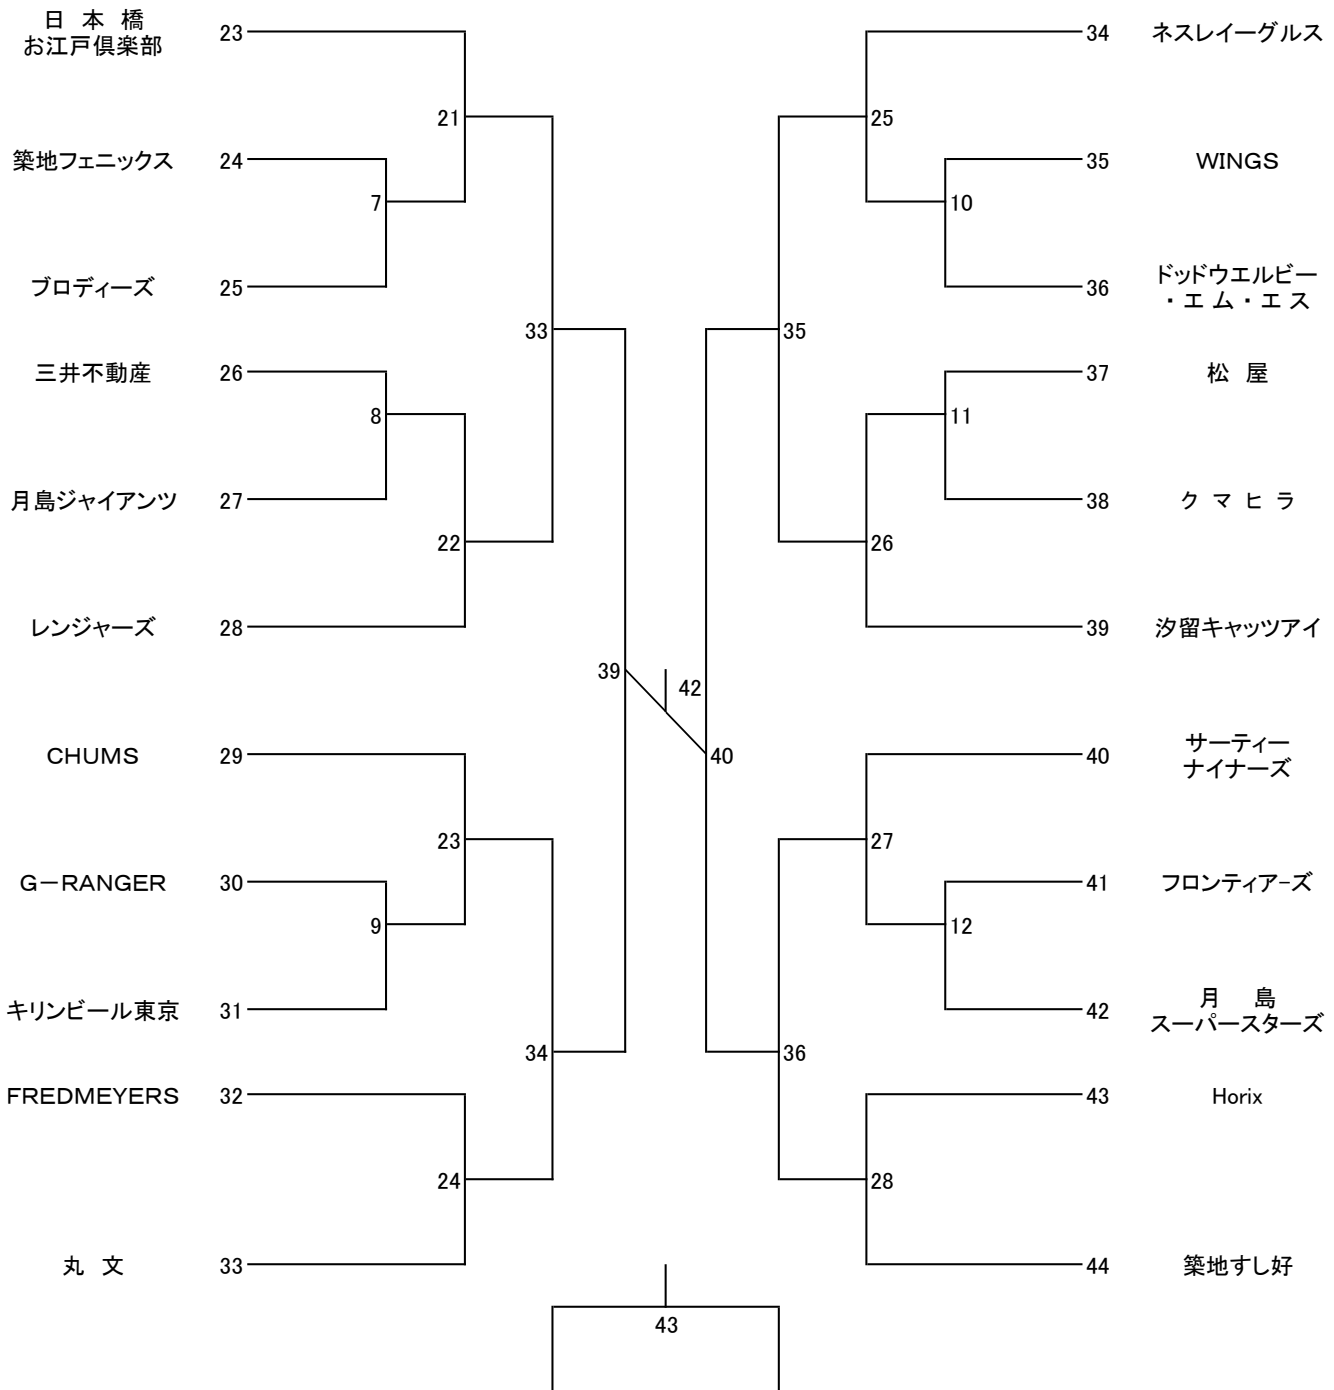 日 本 橋
お江戸倶楽部 23
築地フェニックス 24
ブロディーズ 25
三井不動産 26
月島ジャイアンツ 27
レンジャーズ 28
CHUMS 29
G－RANGER 30
キリンビール東京 31
FREDMEYERS 32
丸 文 33
7
8
9
21
22
23
24
33
34
39
42
40
43
35
36
25
26
27
28
10
11
12
34 ネスレイーグルス
35 WINGS
36 ドッドウエルビー
・エ ム・エ ス
37 松 屋
38 ク マ ヒ ラ
39 汐留キャッツアイ
40 サーティー
ナイナーズ
41 フロンティア-ズ
42 月 島
スーパースターズ
43 Horix
44 築地すし好